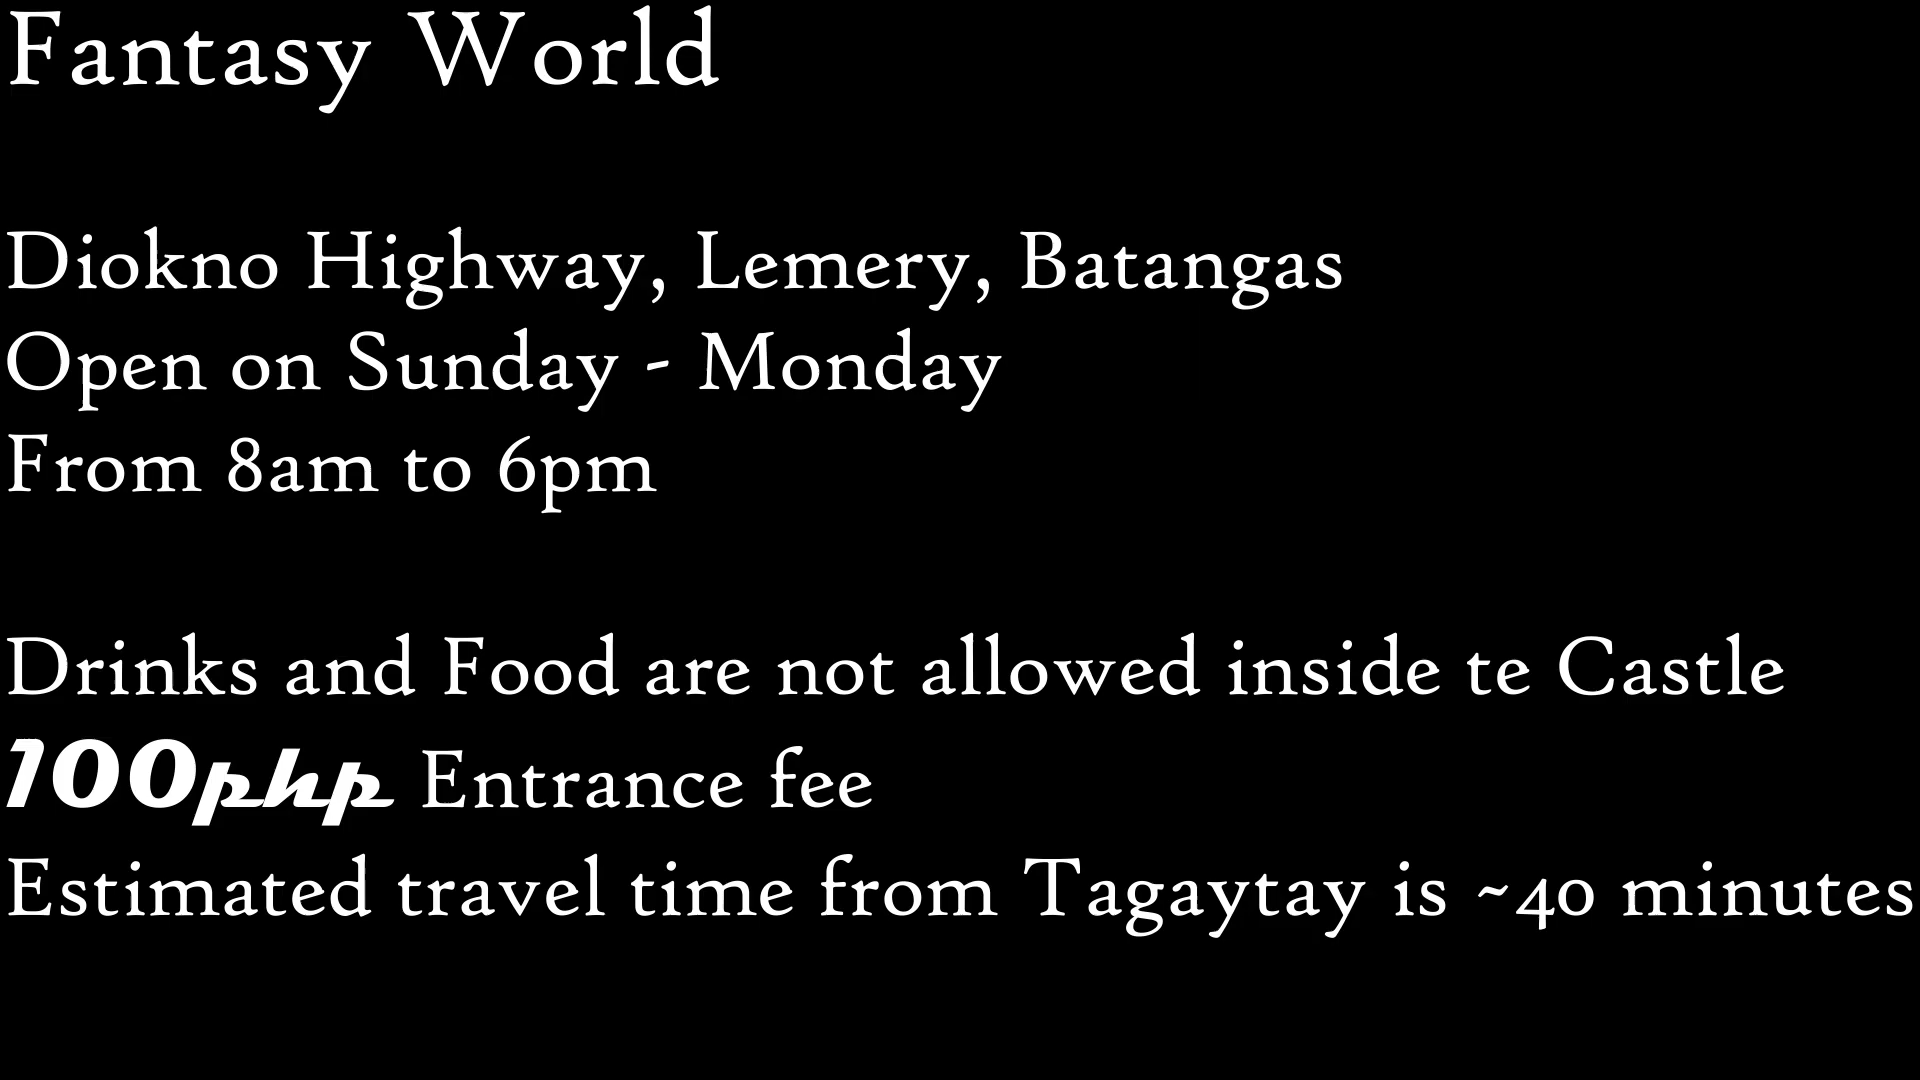 Fantasy World
Diokno Highway, Lemery, Batangas
Open on Sunday - Monday
From 8am to 6pm
Drinks and Food are not allowed inside te Castle
100php Entrance fee
Estimated travel time from Tagaytay is ~40 minutes